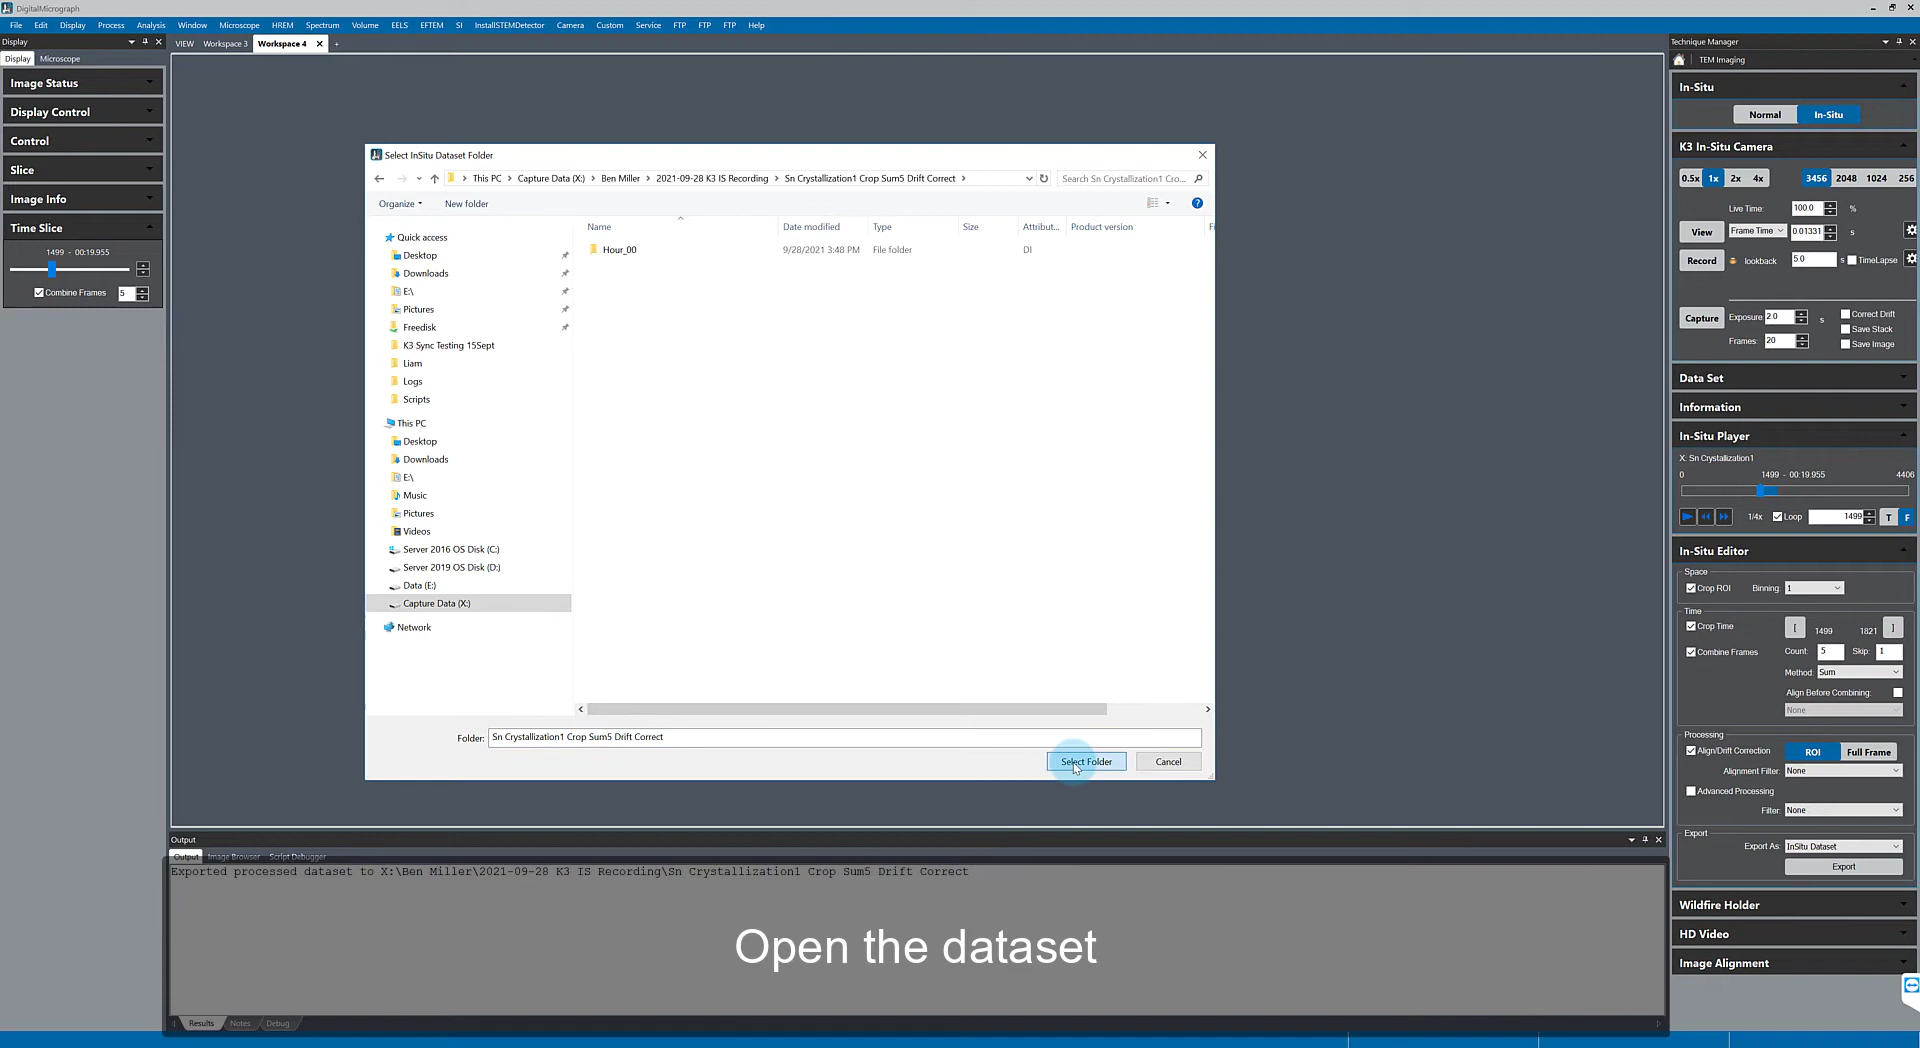 DigitalMicrograph
File Edit Display Process Analysis Window Microscope HREM Spectrum Volume EELS EFTEM SI InstallSTEMDetector Camera Custom Service FTP FTP FTP Help
Display
VIEW Workspace 3 Workspace 4 +
Display Microscope
Image Status
Display Control
Control
Slice
Image Info
Time Slice
1499 - 00:19.955
Combine Frames 5
Select InSitu Dataset Folder
This PC > Capture Data (X:) > Ben Miller > 2021-09-28 K3 IS Recording > Sn Crystallization1 Crop Sum5 Drift Correct >
Search Sn Crystallization1 Cro...
Organize New folder
Name Date modified Type Size Attribut... Product version Fi
Hour_00 9/28/2021 3:48 PM File folder DI
Quick access
Desktop
Downloads
E:\
Pictures
Freedisk
K3 Sync Testing 15Sept
Liam
Logs
Scripts
This PC
Desktop
Downloads
E:\
Music
Pictures
Videos
Server 2016 OS Disk (C:)
Server 2019 OS Disk (D:)
Data (E:)
Capture Data (X:)
Network
Folder: Sn Crystallization1 Crop Sum5 Drift Correct
Select Folder Cancel
Output
Output Image Browser Script Debugger
Exported processed dataset to X:\Ben Miller\2021-09-28 K3 IS Recording\Sn Crystallization1 Crop Sum5 Drift Correct
Open the dataset
Results Notes Debug
Technique Manager
TEM Imaging
In-Situ
Normal In-Situ
K3 In-Situ Camera
0.5x 1x 2x 4x 3456 2048 1024 256
Live Time: 100.0 %
View Frame Time 0.01331 s
Record lookback 5.0 s TimeLapse
Capture Exposure: 2.0 s Correct Drift
Save Stack
Frames: 20 Save Image
Data Set
Information
In-Situ Player
X: Sn Crystallization1
0 1499 - 00:19.955 4406
1/4x Loop 1499 T F
In-Situ Editor
Space
Crop ROI Binning: 1
Time
Crop Time [ 1499 1821 ]
Combine Frames Count: 5 Skip: 1
Method: Sum
Align Before Combining:
None
Processing
Align/Drift Correction ROI Full Frame
Alignment Filter: None
Advanced Processing
Filter: None
Export
Export As: InSitu Dataset
Export
Wildfire Holder
HD Video
Image Alignment